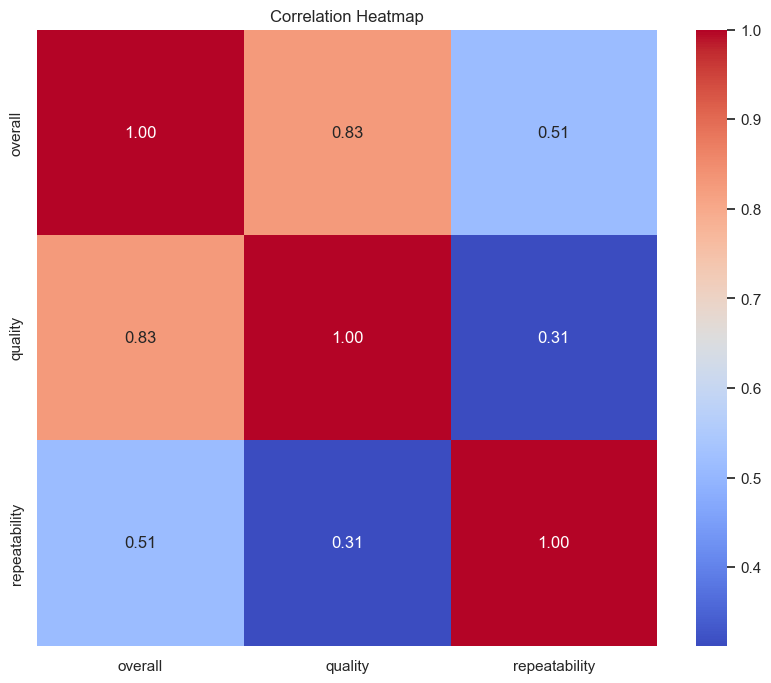 Correlation Heatmap
overall
1.00
0.83
0.51
quality
0.83
1.00
0.31
repeatability
0.51
0.31
1.00
overall
quality
repeatability
1.0
0.9
0.8
0.7
0.6
0.5
0.4